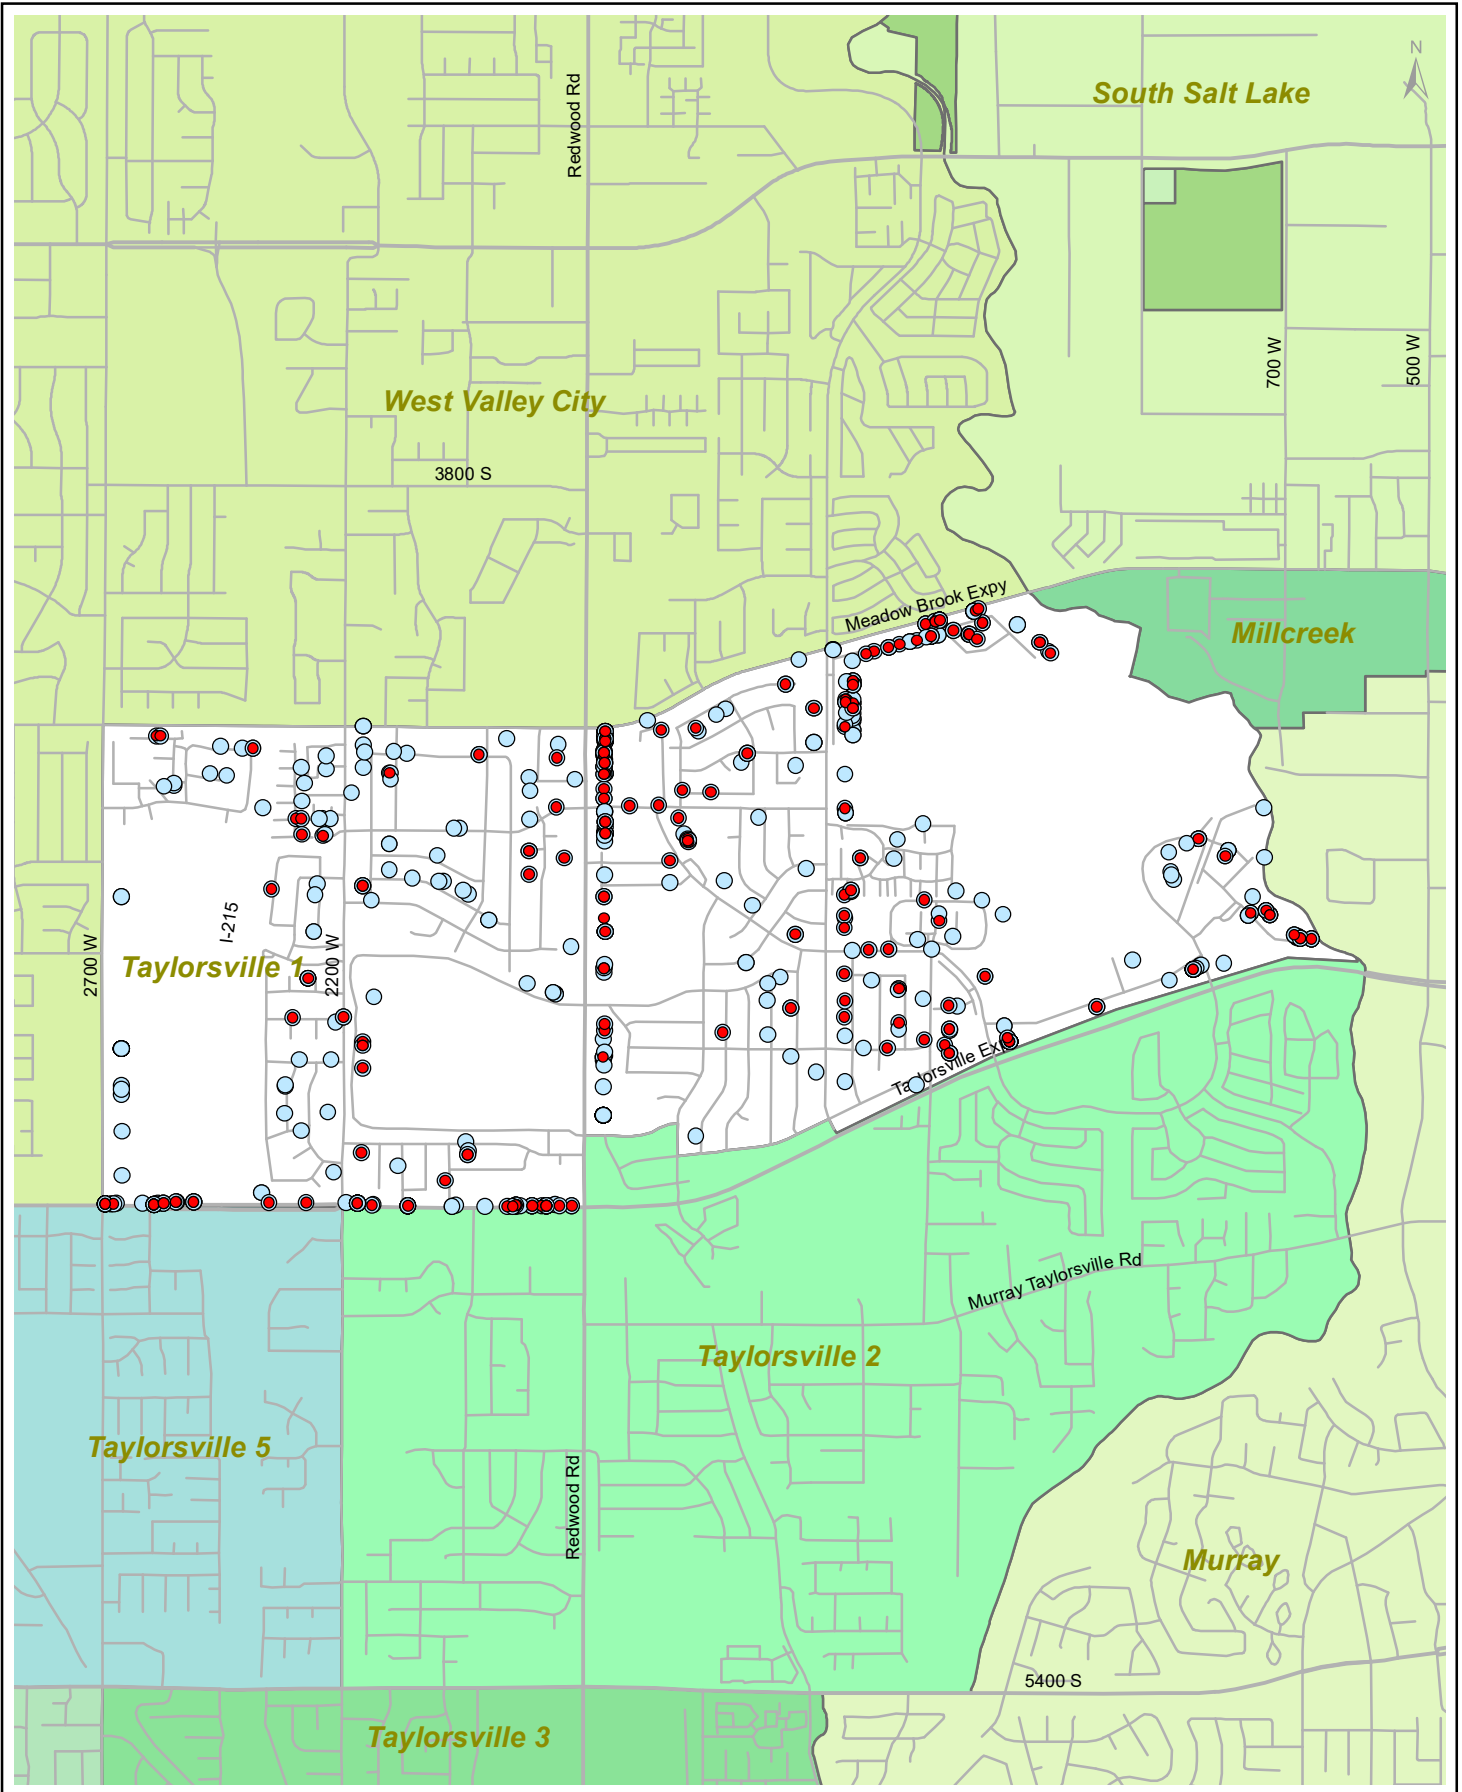 N
South Salt Lake
Redwood Rd
700 W
500 W
West Valley City
3800 S
Meadow Brook Expy
Millcreek
I-215
2700 W
Taylorsville 1
2200 W
Taylorsville Exp
Murray Taylorsville Rd
Taylorsville 2
Taylorsville 5
Redwood Rd
Murray
5400 S
Taylorsville 3